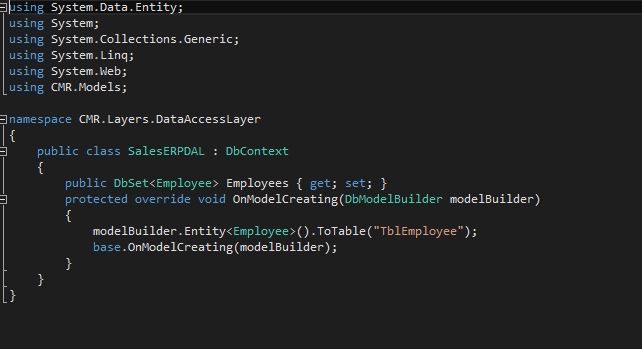 using System.Data.Entity;
using System;
using System.Collections.Generic;
using System.Linq;
using System.Web;
using CMR.Models;

namespace CMR.Layers.DataAccessLayer
{
    public class SalesERPDAL : DbContext
    {
        public DbSet<Employee> Employees { get; set; }
        protected override void OnModelCreating(DbModelBuilder modelBuilder)
        {
            modelBuilder.Entity<Employee>().ToTable("TblEmployee");
            base.OnModelCreating(modelBuilder);
        }
    }
}